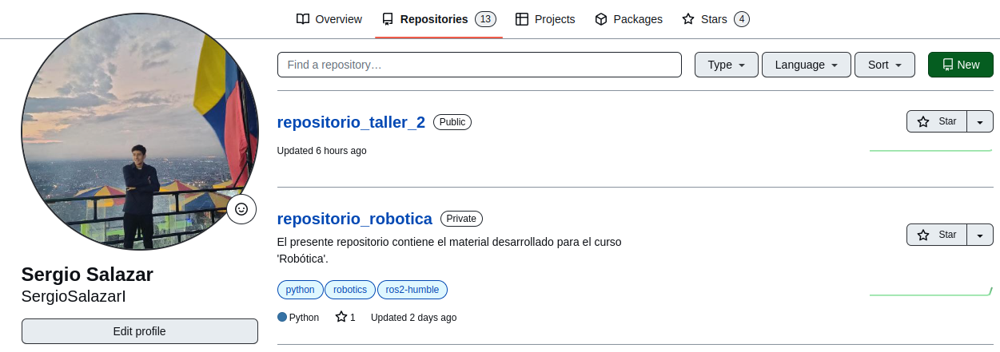 Overview Repositories 13 Projects Packages Stars 4
Find a repository…
Type Language Sort New
repositorio_taller_2 Public
Star
Updated 6 hours ago
repositorio_robotica Private
Star
El presente repositorio contiene el material desarrollado para el curso
'Robótica'.
python robotics ros2-humble
Python 1 Updated 2 days ago
Sergio Salazar
SergioSalazarI
Edit profile